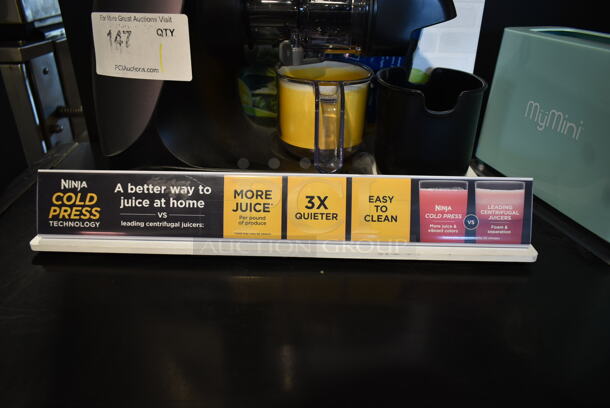 For More Great Auctions Visit
147 QTY
PCIAuctions.com
MyMini
NINJA
COLD
PRESS
TECHNOLOGY
A better way to
juice at home
VS
leading centrifugal juicers:
MORE
JUICE*
Per pound
of produce
3X
QUIETER
EASY
TO
CLEAN
NINJA
COLD PRESS
More juice &
vibrant colors
VS
LEADING
CENTRIFUGAL
JUICERS
Foam &
separation
AUCTION GROUP